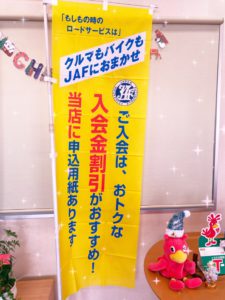 「もしもの時の
ロードサービスは」
クルマもバイクも
JAFにおまかせ
JAF
ご入会は、おトクな
入会金割引がおすすめ！
当店に申込用紙あります